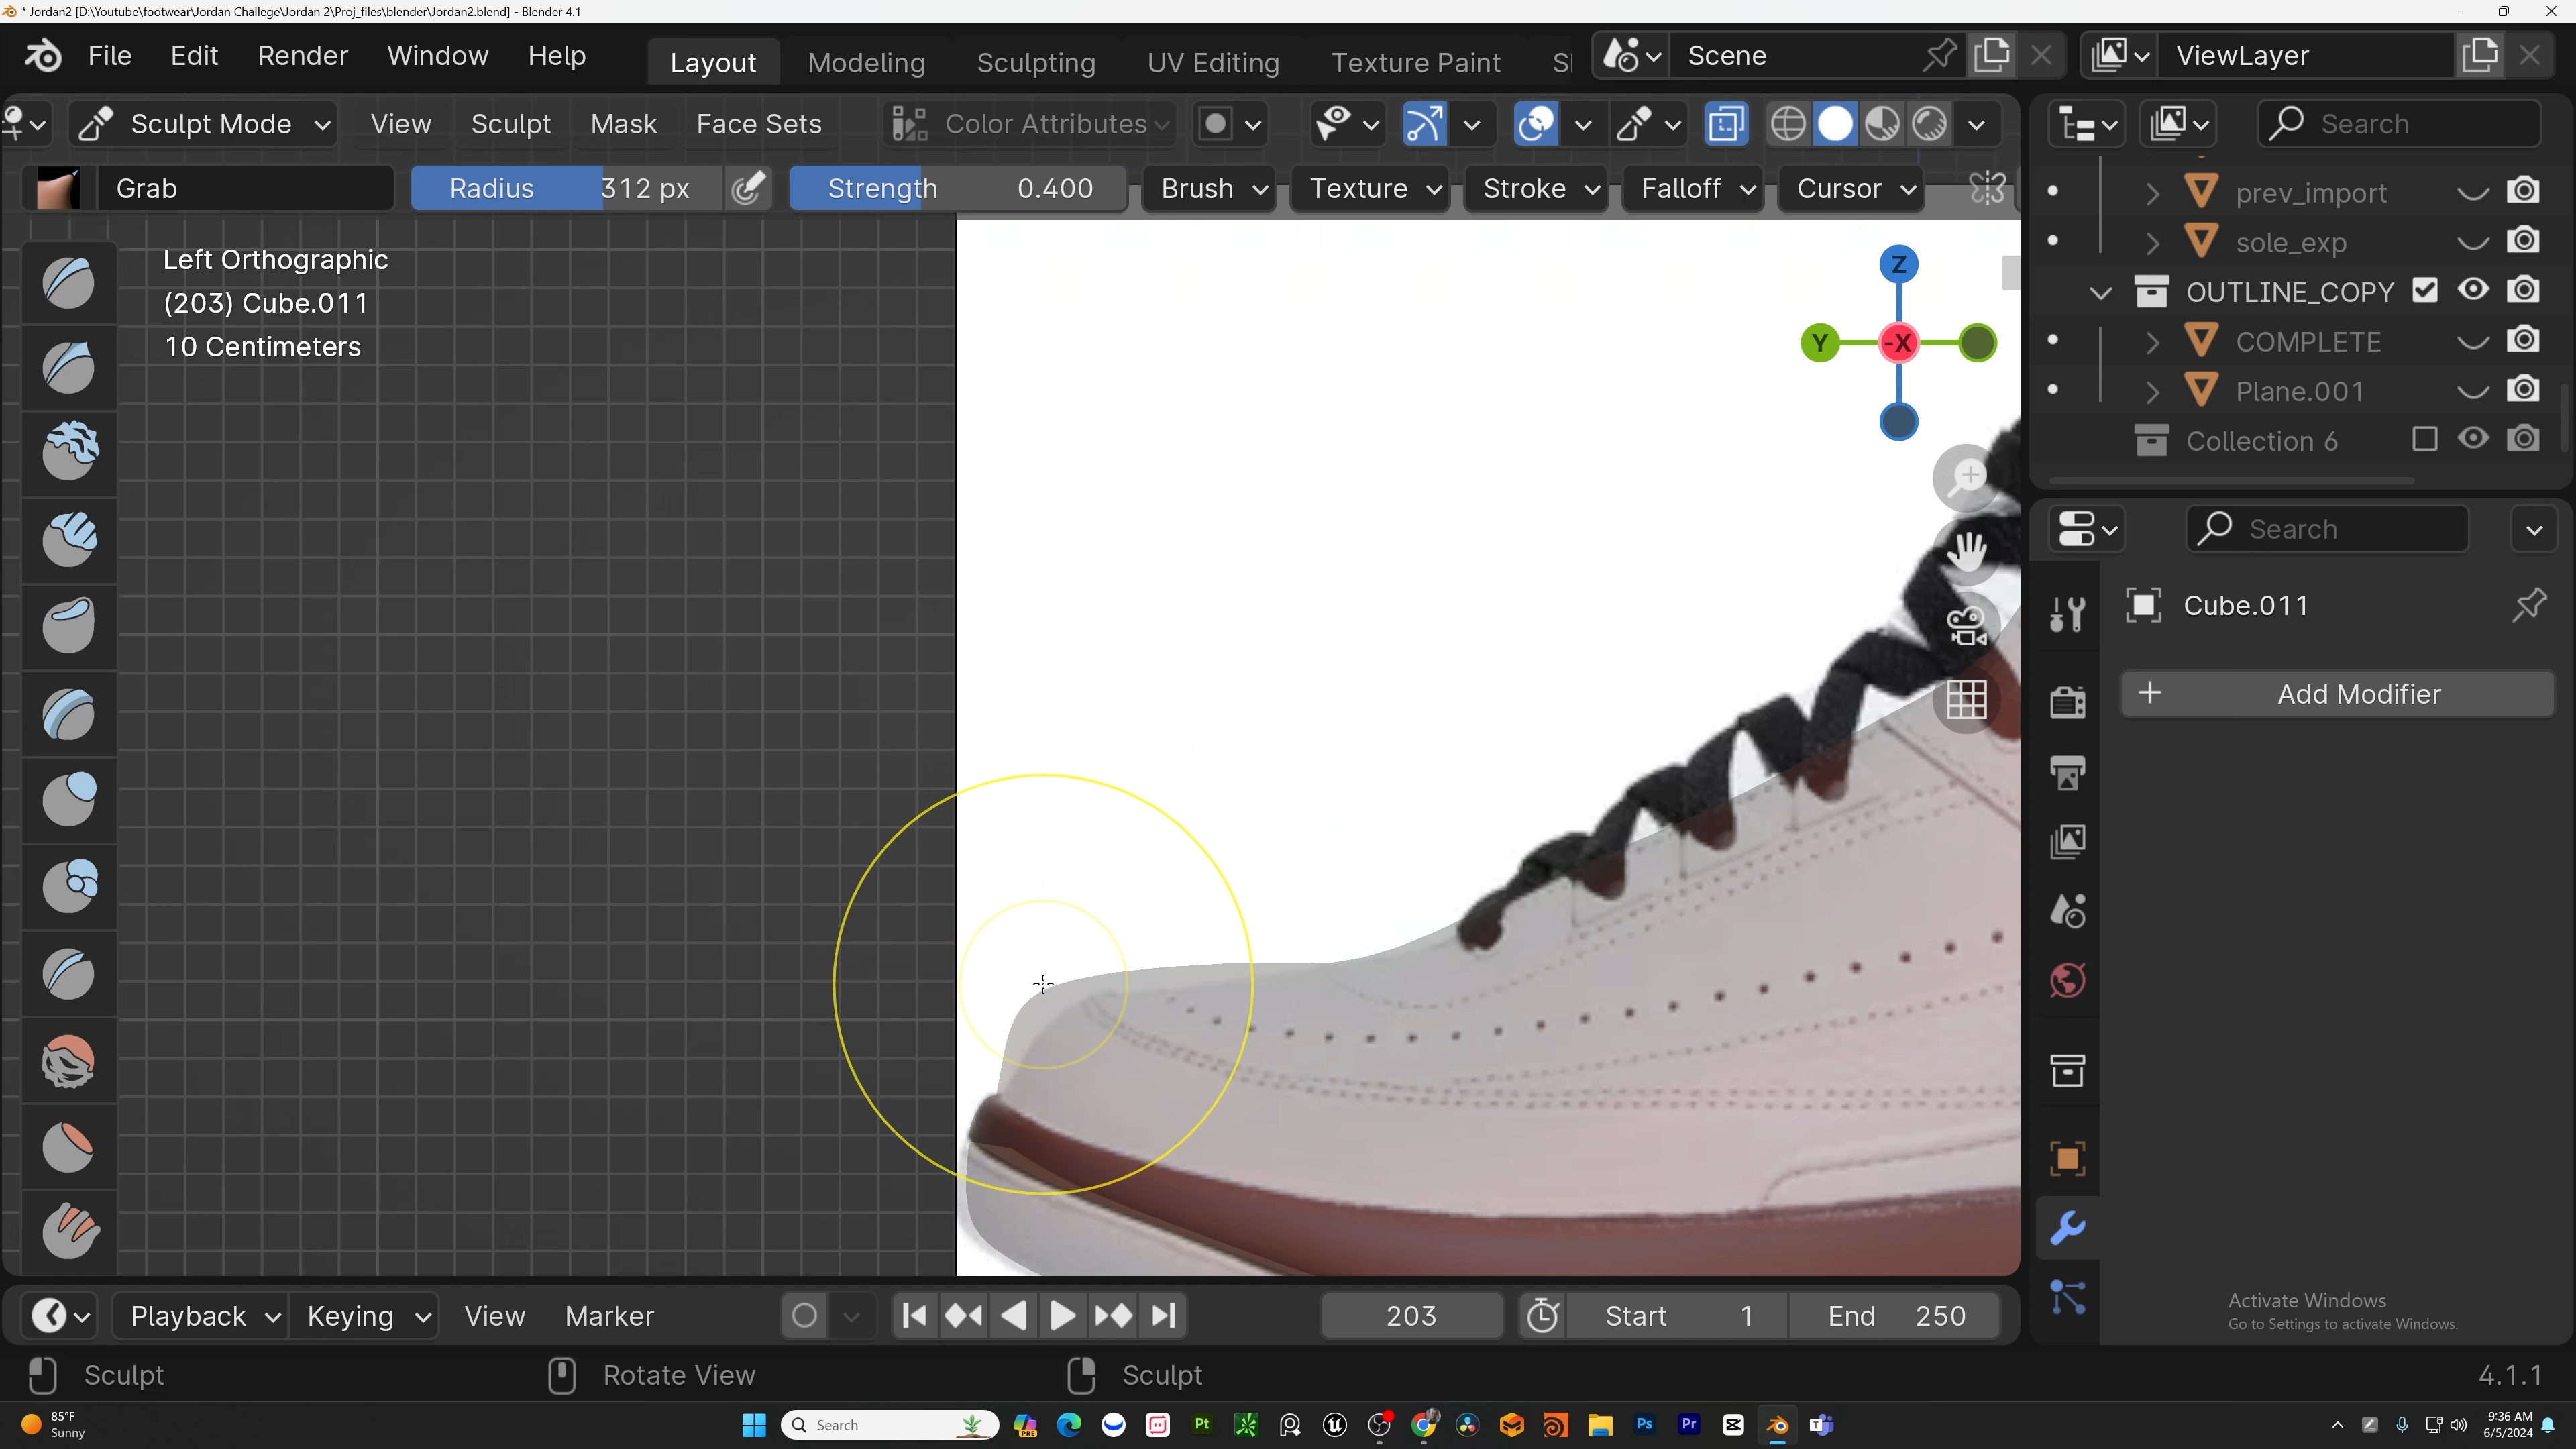 * Jordan2 [D:\Youtube\footwear\Jordan Challege\Jordan 2\Proj_files\blender\Jordan2.blend] - Blender 4.1
File Edit Render Window Help Layout Modeling Sculpting UV Editing Texture Paint Scene ViewLayer
Sculpt Mode View Sculpt Mask Face Sets Color Attributes Search
Grab Radius 312 px Strength 0.400 Brush Texture Stroke Falloff Cursor
Left Orthographic
(203) Cube.011
10 Centimeters
Z
Y -X
prev_import
sole_exp
OUTLINE_COPY
COMPLETE
Plane.001
Collection 6
Search
Cube.011
Add Modifier
Activate Windows
Go to Settings to activate Windows.
Playback Keying View Marker 203 Start 1 End 250
Sculpt Rotate View Sculpt 4.1.1
85°F
Sunny
Search
PRE
Pt
Ps
Pr
9:36 AM
6/5/2024